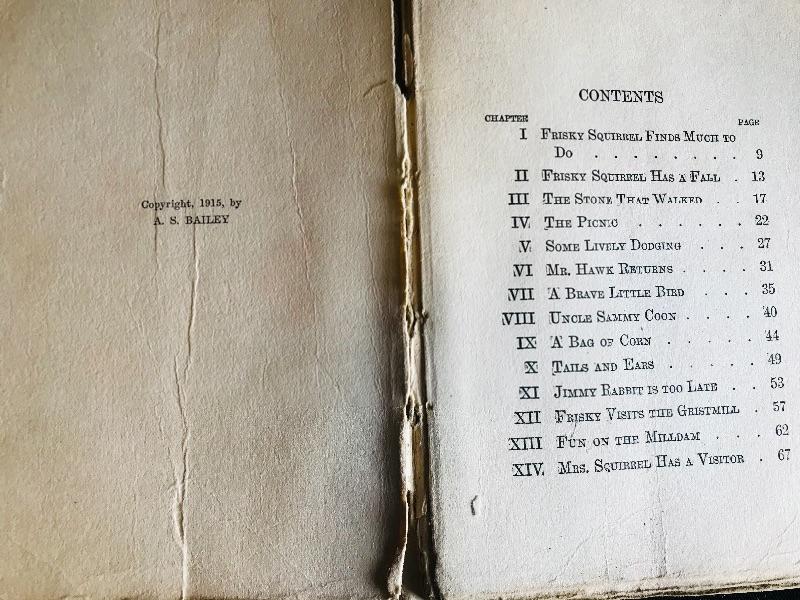 Copyright, 1915, by
A. S. BAILEY
CONTENTS
CHAPTER PAGE
I Frisky Squirrel Finds Much to
Do . . . . . . . . 9
II Frisky Squirrel Has a Fall . 13
III The Stone That Walked . . 17
IV. The Picnic . . . . . . 22
V. Some Lively Dodging . . . 27
VI Mr. Hawk Returns . . . . 31
VII A Brave Little Bird . . . 35
VIII Uncle Sammy Coon . . . . 40
IX A Bag of Corn . . . . . 44
X Tails and Ears . . . . . 49
XI Jimmy Rabbit is too Late . . 53
XII Frisky Visits the Gristmill . 57
XIII Fun on the Milldam . . . 62
XIV. Mrs. Squirrel Has a Visitor . 67